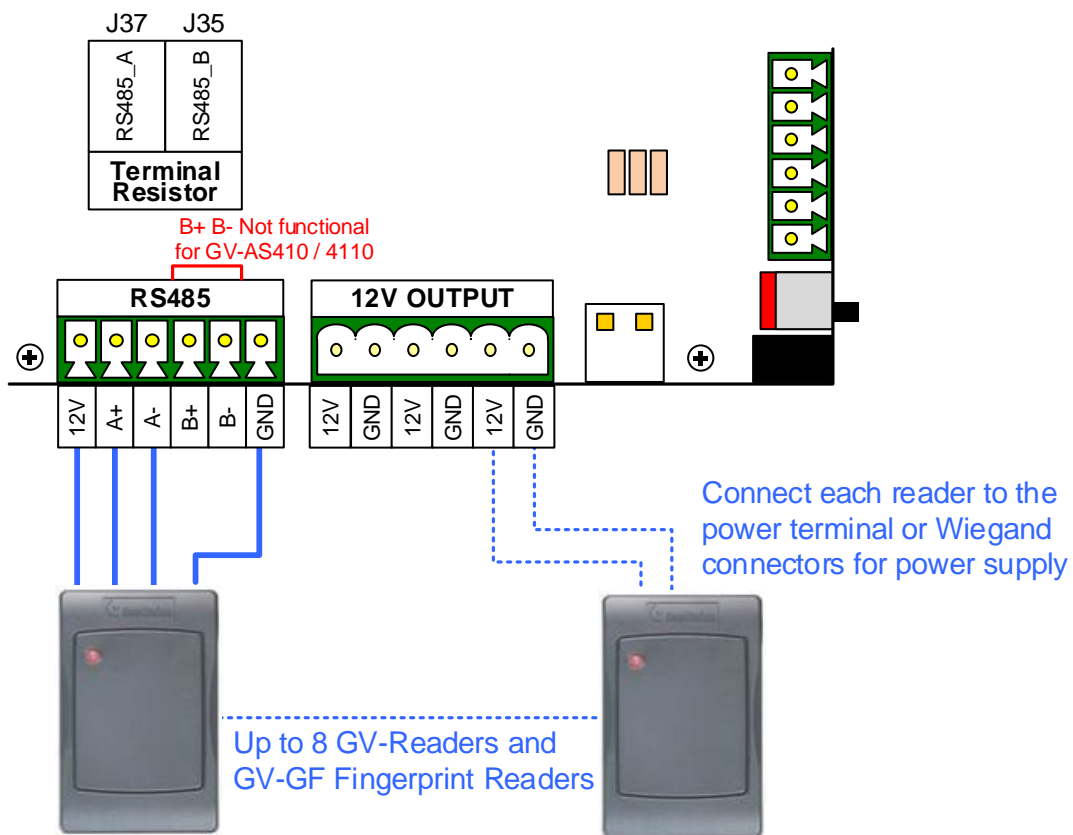 J37 J35
RS485_A RS485_B
Terminal
Resistor
B+ B- Not functional
for GV-AS410 / 4110
RS485 12V OUTPUT
12V A+ A- B+ B- GND 12V GND 12V GND 12V GND
Connect each reader to the
power terminal or Wiegand
connectors for power supply
Up to 8 GV-Readers and
GV-GF Fingerprint Readers